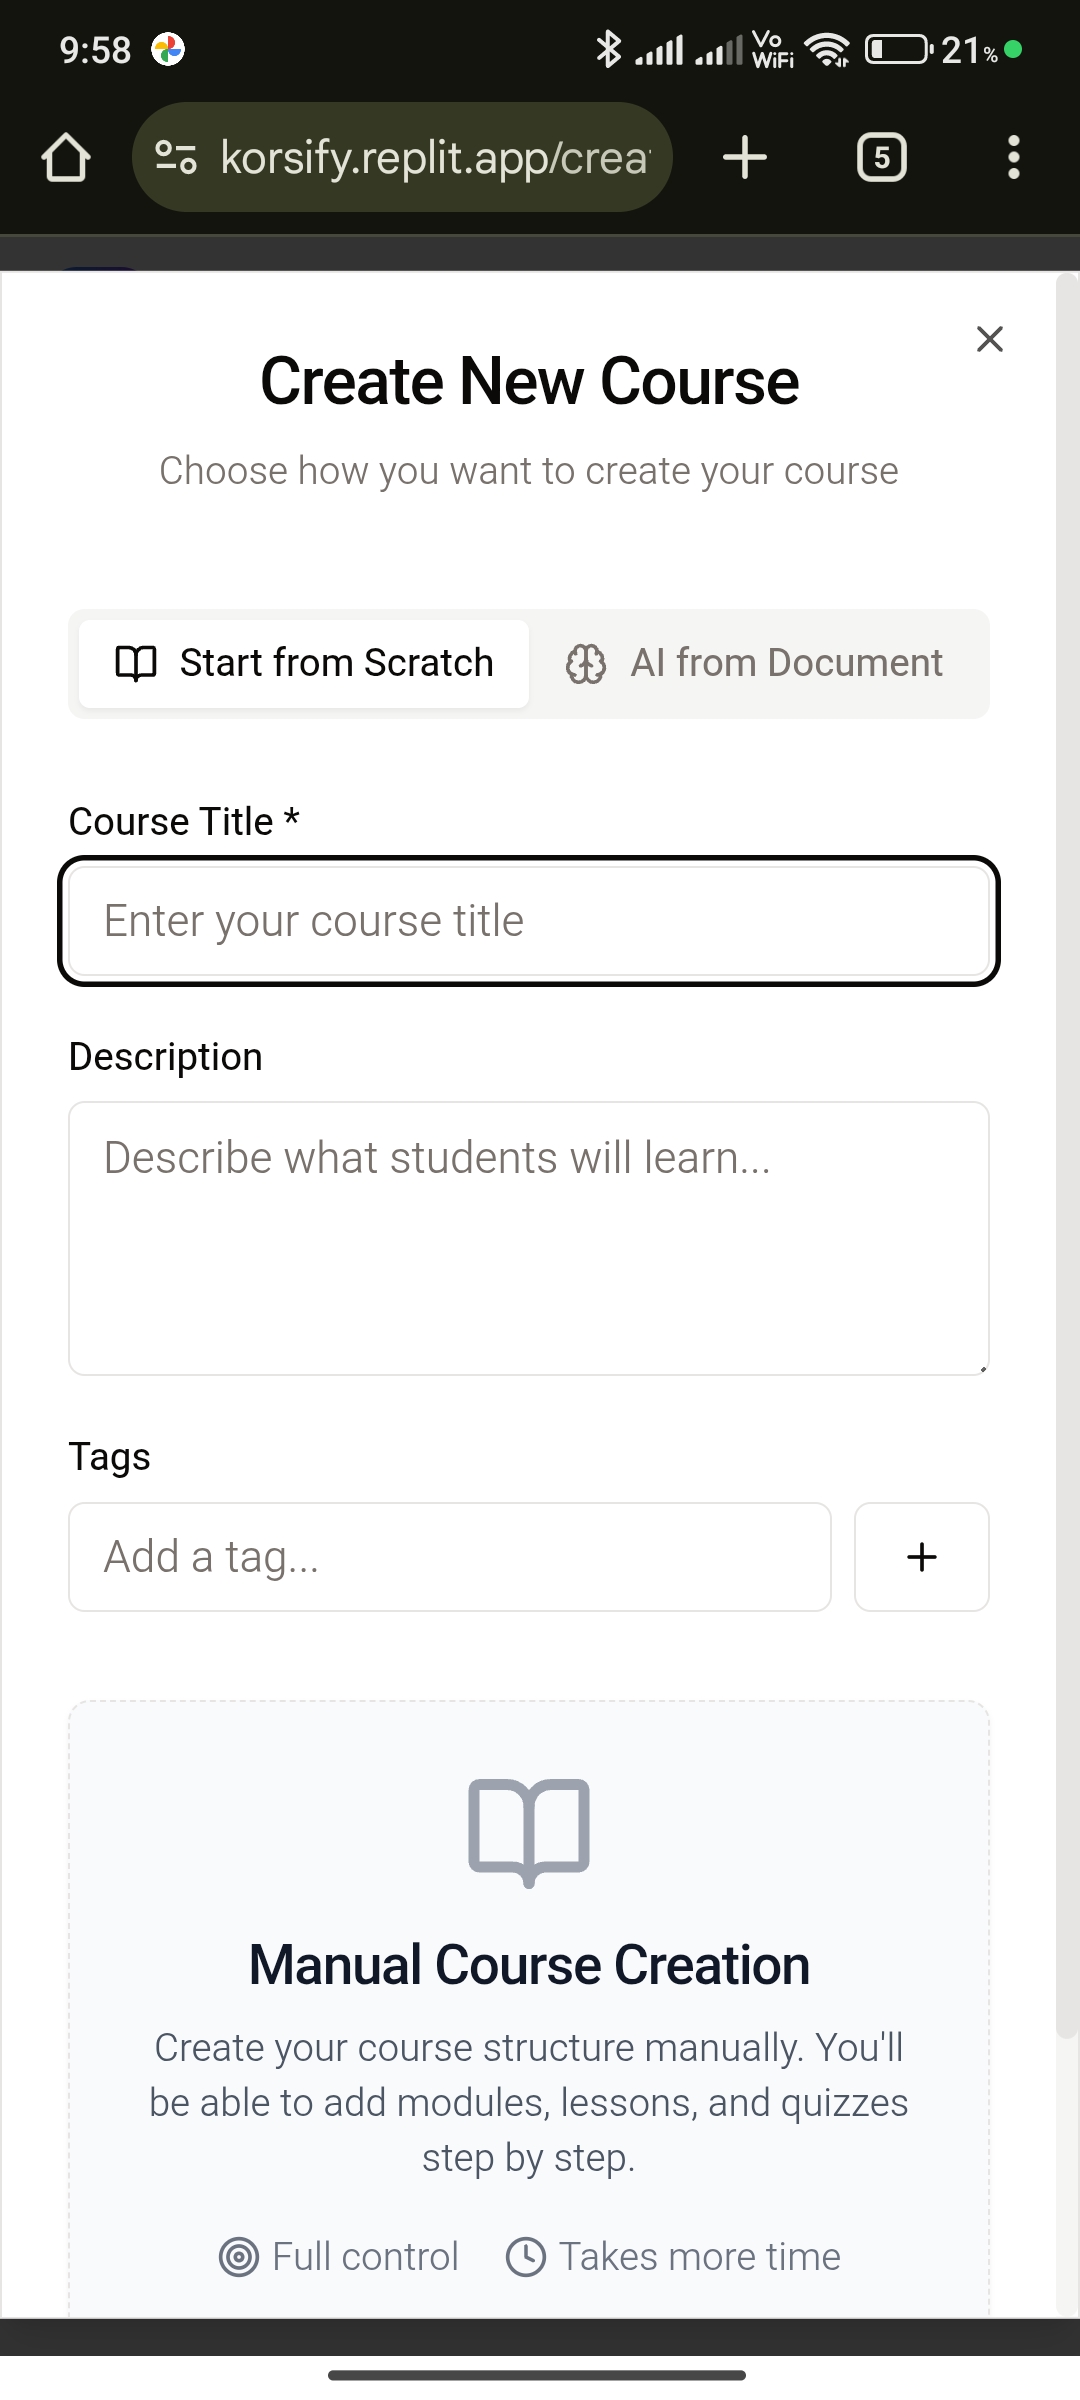 9:58
Vo
WiFi
21%
korsify.replit.app/crea
5
Create New Course
Choose how you want to create your course
Start from Scratch
AI from Document
Course Title *
Enter your course title
Description
Describe what students will learn...
Tags
Add a tag...
Manual Course Creation
Create your course structure manually. You'll
be able to add modules, lessons, and quizzes
step by step.
Full control
Takes more time